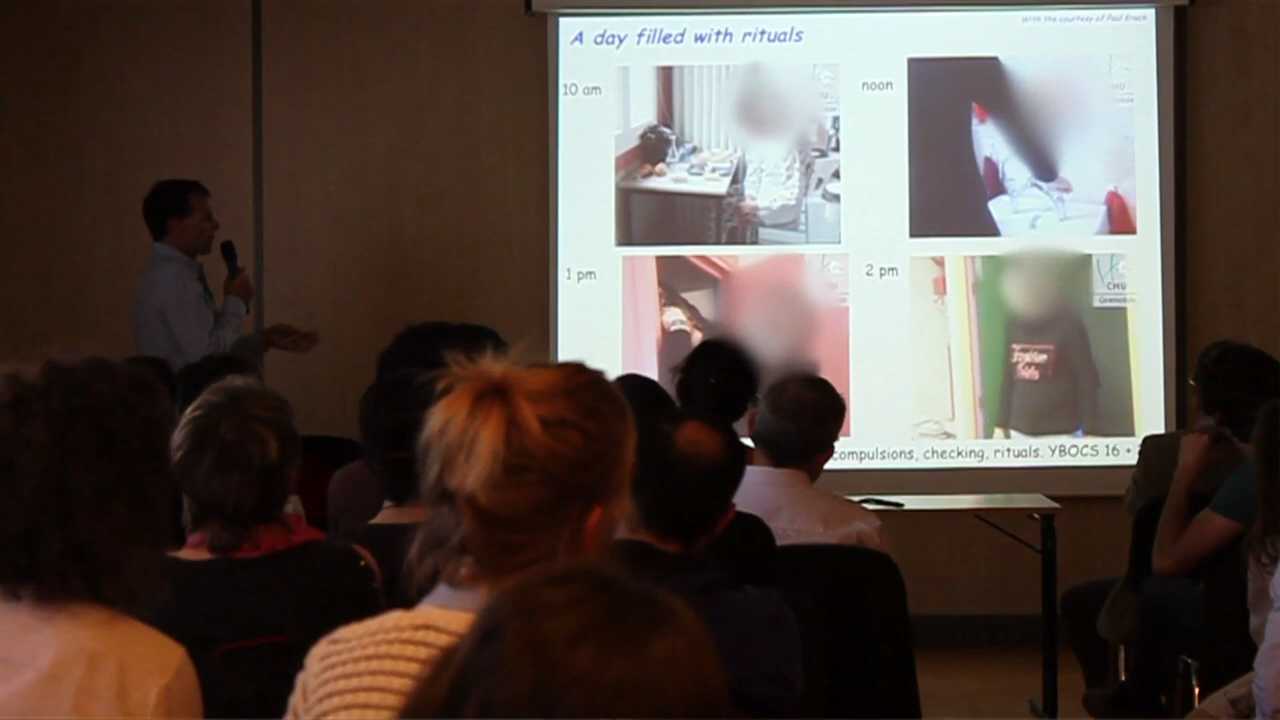 With the courtesy of Paul Krack
A day filled with rituals
10 am
noon
1 pm
2 pm
CHU
Grenoble
compulsions, checking, rituals. YBOCS 16 +